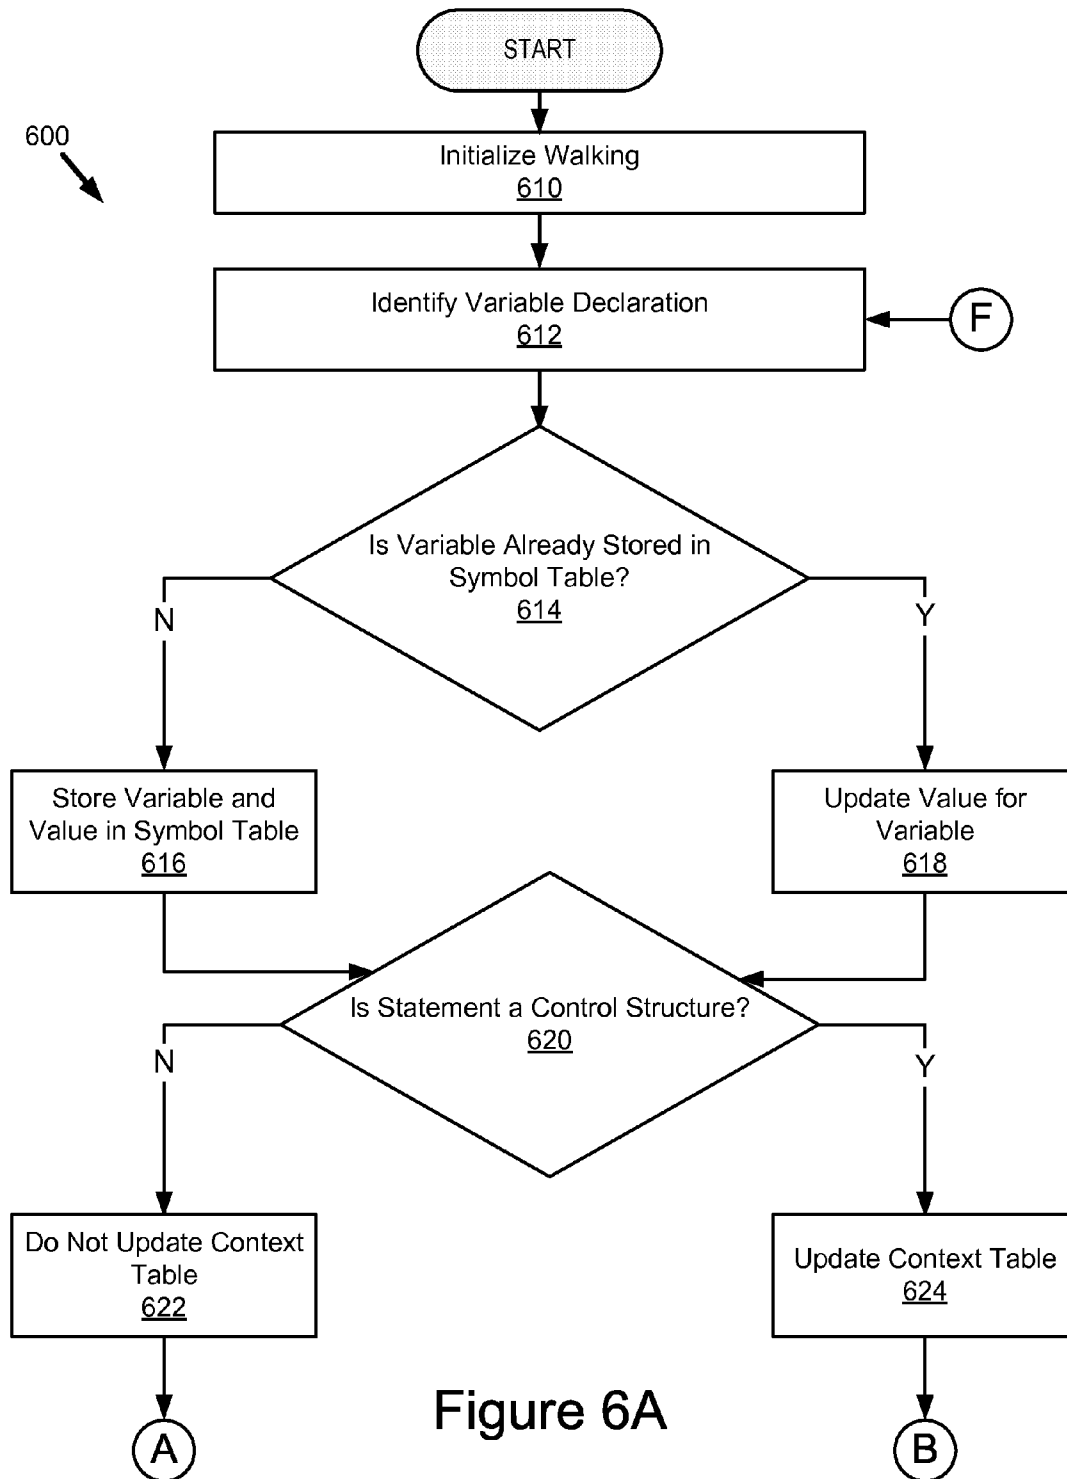 START
600
Initialize Walking
610
Identify Variable Declaration
612
F
Is Variable Already Stored in
Symbol Table?
614
N
Y
Store Variable and
Value in Symbol Table
616
Update Value for
Variable
618
Is Statement a Control Structure?
620
N
Y
Do Not Update Context
Table
622
Update Context Table
624
Figure 6A
A
B